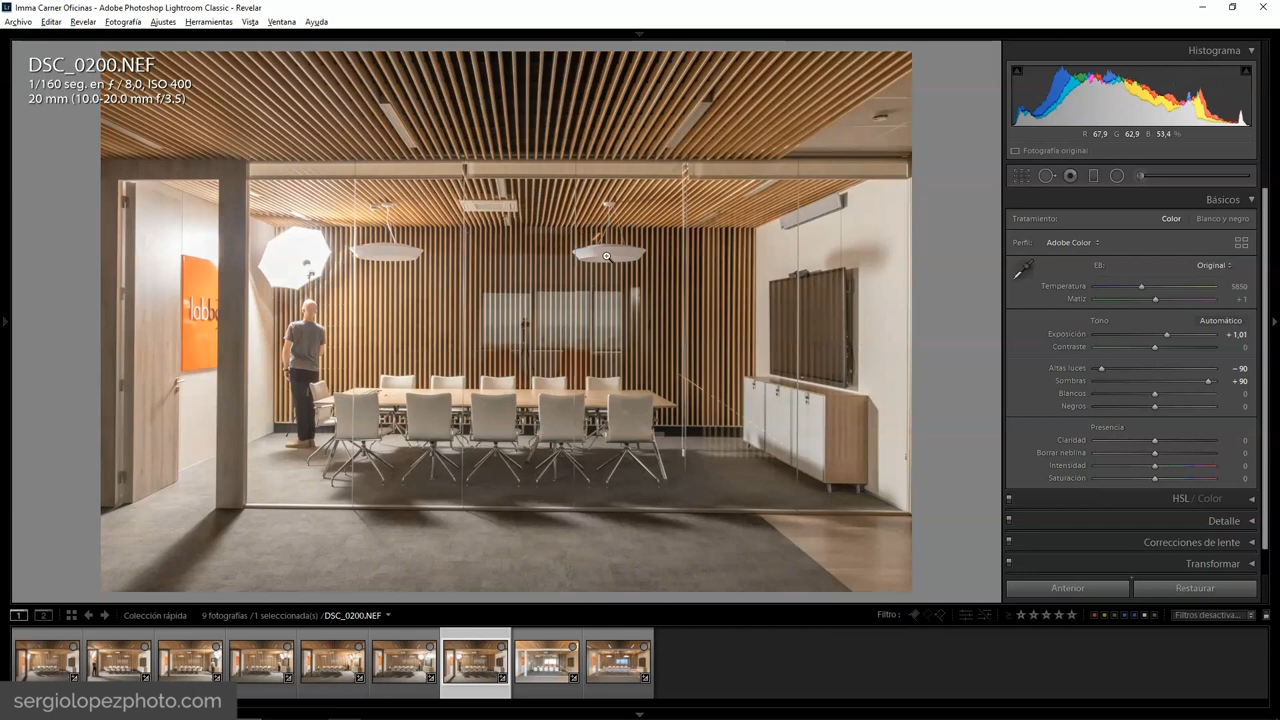 Imma Carner Oficinas - Adobe Photoshop Lightroom Classic - Revelar
Archivo Editar Revelar Fotografía Ajustes Herramientas Vista Ventana Ayuda
DSC_0200.NEF
1/160 seg. en ƒ / 8,0, ISO 400
20 mm (10.0-20.0 mm f/3.5)
Histograma
R 67,9 G 62,9 B 53,4 %
Fotografía original
Básicos
Tratamiento: Color Blanco y negro
Perfil: Adobe Color
EB: Original
Temperatura 5850
Matiz + 1
Tono Automático
Exposición + 1,01
Contraste 0
Altas luces − 90
Sombras + 90
Blancos 0
Negros 0
Presencia
Claridad 0
Borrar neblina 0
Intensidad 0
Saturación 0
HSL / Color
Detalle
Correcciones de lente
Transformar
Anterior Restaurar
1 2 Colección rápida 9 fotografías /1 seleccionada(s) /DSC_0200.NEF Filtro : Filtros desactiva...
sergiolopezphoto.com